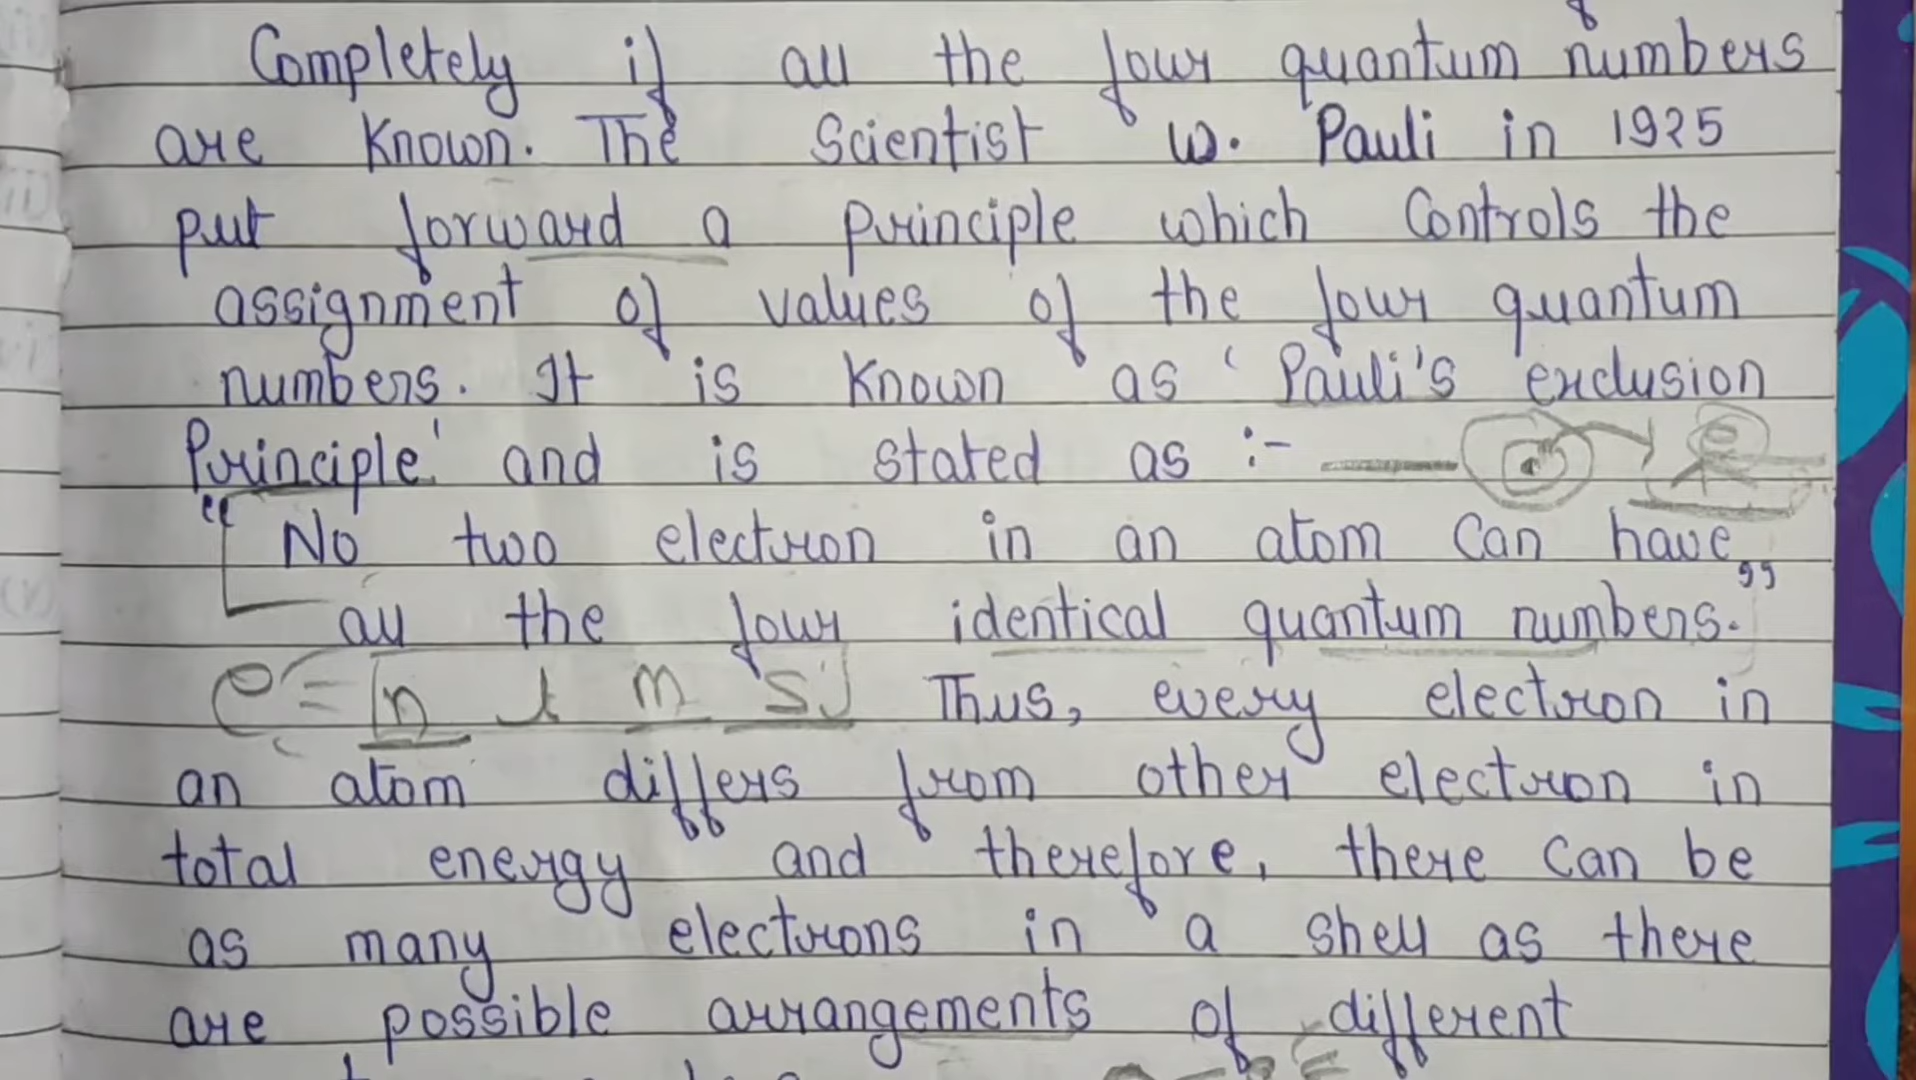 Completely if all the four quantum numbers
are known. The Scientist W. Pauli in 1925
put forward a principle which Controls the
assignment of values of the four quantum
numbers. It is known as 'Pauli's exclusion
Principle' and is stated as :-
"No two electron in an atom can have
all the four identical quantum numbers."
e = n l m s Thus, every electron in
an atom differs from other electron in
total energy and therefore, there can be
as many electrons in a shell as there
are possible arrangements of different